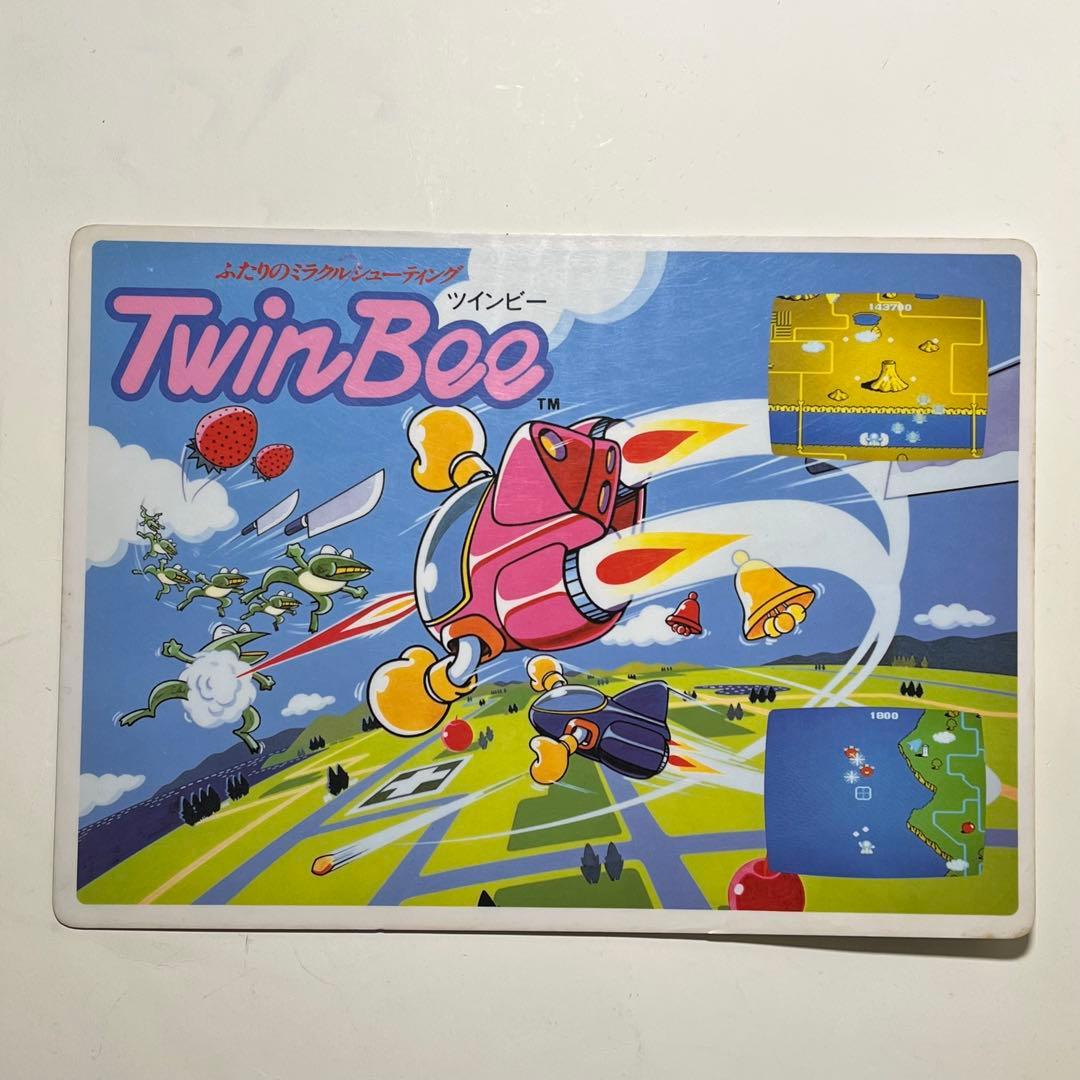 ふたりのミラクルシューティング
ツインビー
TwinBee
TM
143700
1800